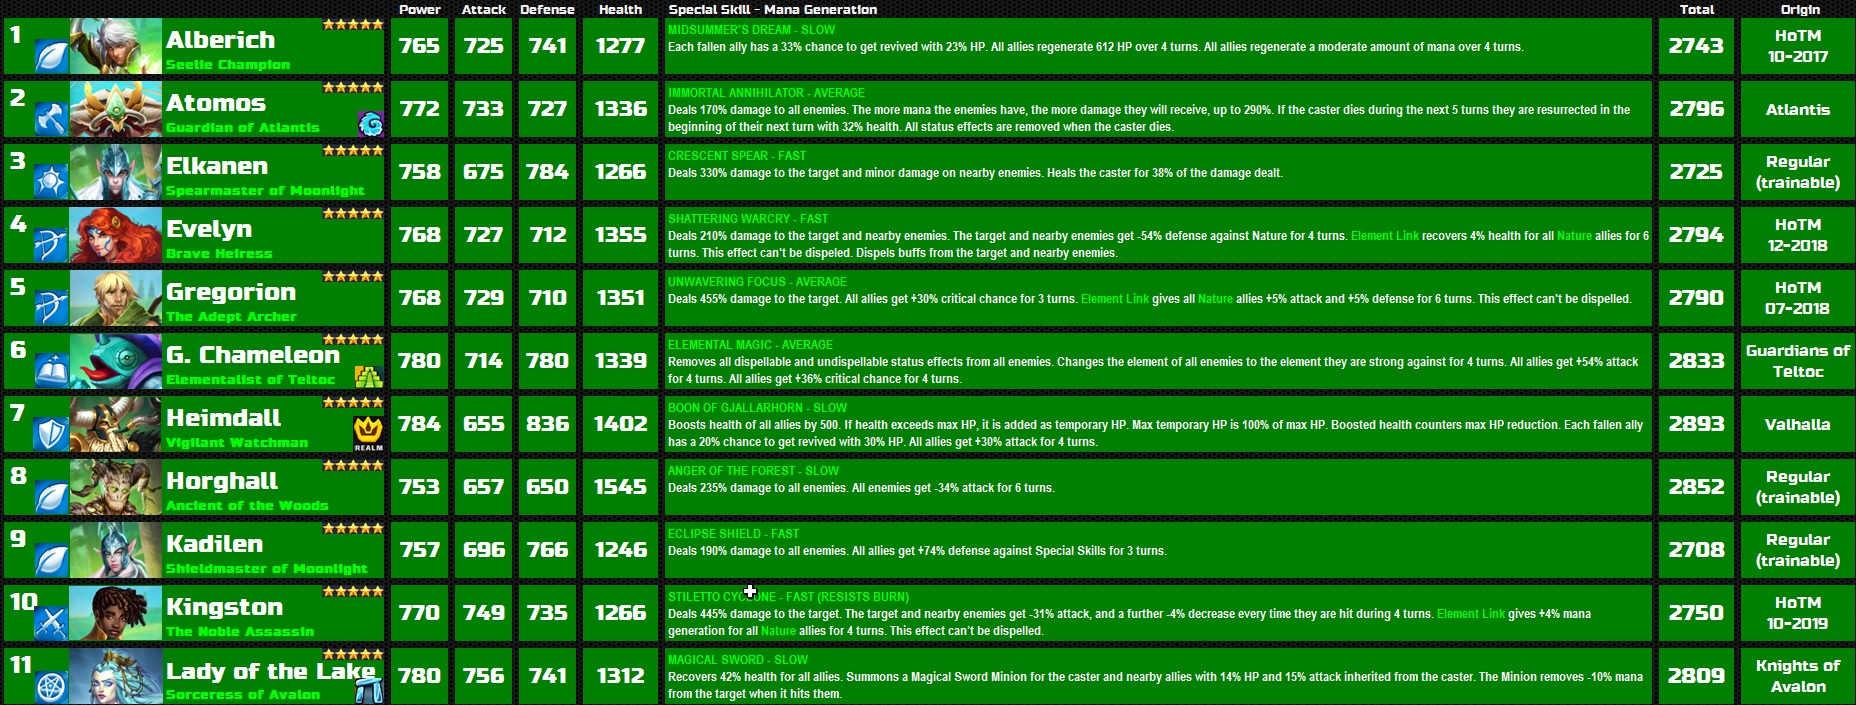 Power Attack Defense Health Special Skill - Mana Generation Total Origin
1 Alberich 765 725 741 1277 MIDSUMMER'S DREAM - SLOW 2743 HoTM
Seelie Champion Each fallen ally has a 33% chance to get revived with 23% HP. All allies regenerate 612 HP over 4 turns. All allies regenerate a moderate amount of mana over 4 turns. 10-2017
2 Atomos 772 733 727 1336 IMMORTAL ANNIHILATOR - AVERAGE 2796 Atlantis
Guardian of Atlantis Deals 170% damage to all enemies. The more mana the enemies have, the more damage they will receive, up to 290%. If the caster dies during the next 5 turns they are resurrected in the
beginning of their next turn with 32% health. All status effects are removed when the caster dies.
3 Elkanen 758 675 784 1266 CRESCENT SPEAR - FAST 2725 Regular
Spearmaster of Moonlight Deals 330% damage to the target and minor damage on nearby enemies. Heals the caster for 38% of the damage dealt. (trainable)
4 Evelyn 768 727 712 1355 SHATTERING WARCRY - FAST 2794 HoTM
Brave Heiress Deals 210% damage to the target and nearby enemies. The target and nearby enemies get -54% defense against Nature for 4 turns. Element Link recovers 4% health for all Nature allies for 6 12-2018
turns. This effect can't be dispeled. Dispels buffs from the target and nearby enemies.
5 Gregorion 768 729 710 1351 UNWAVERING FOCUS - AVERAGE 2790 HoTM
The Adept Archer Deals 455% damage to the target. All allies get +30% critical chance for 3 turns. Element Link gives all Nature allies +5% attack and +5% defense for 6 turns. This effect can't be dispelled. 07-2018
6 G. Chameleon 780 714 780 1339 ELEMENTAL MAGIC - AVERAGE 2833 Guardians of
Elementalist of Teltoc Removes all dispellable and undispellable status effects from all enemies. Changes the element of all enemies to the element they are strong against for 4 turns. All allies get +54% attack Teltoc
for 4 turns. All allies get +36% critical chance for 4 turns.
7 Heimdall 784 655 836 1402 BOON OF GJALLARHORN - SLOW 2893 Valhalla
Vigilant Watchman REALM Boosts health of all allies by 500. If health exceeds max HP, it is added as temporary HP. Max temporary HP is 100% of max HP. Boosted health counters max HP reduction. Each fallen ally
has a 20% chance to get revived with 30% HP. All allies get +30% attack for 4 turns.
8 Horghall 753 657 650 1545 ANGER OF THE FOREST - SLOW 2852 Regular
Ancient of the Woods Deals 235% damage to all enemies. All enemies get -34% attack for 6 turns. (trainable)
9 Kadilen 757 696 766 1246 ECLIPSE SHIELD - FAST 2708 Regular
Shieldmaster of Moonlight Deals 190% damage to all enemies. All allies get +74% defense against Special Skills for 3 turns. (trainable)
10 Kingston 770 749 735 1266 STILETTO CYCLONE - FAST (RESISTS BURN) 2750 HoTM
The Noble Assassin Deals 445% damage to the target. The target and nearby enemies get -31% attack, and a further -4% decrease every time they are hit during 4 turns. Element Link gives +4% mana 10-2019
generation for all Nature allies for 4 turns. This effect can't be dispelled.
11 Lady of the Lake 780 756 741 1312 MAGICAL SWORD - SLOW 2809 Knights of
Sorceress of Avalon Recovers 42% health for all allies. Summons a Magical Sword Minion for the caster and nearby allies with 14% HP and 15% attack inherited from the caster. The Minion removes -10% mana Avalon
from the target when it hits them.